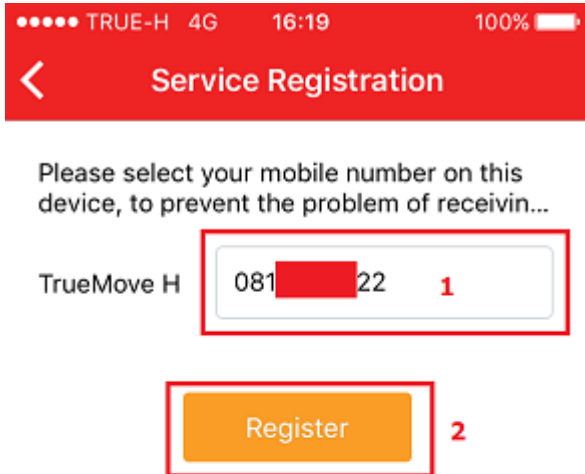 TRUE-H 4G 16:19 100%
Service Registration
Please select your mobile number on this
device, to prevent the problem of receivin...
TrueMove H 081 22 1
Register 2